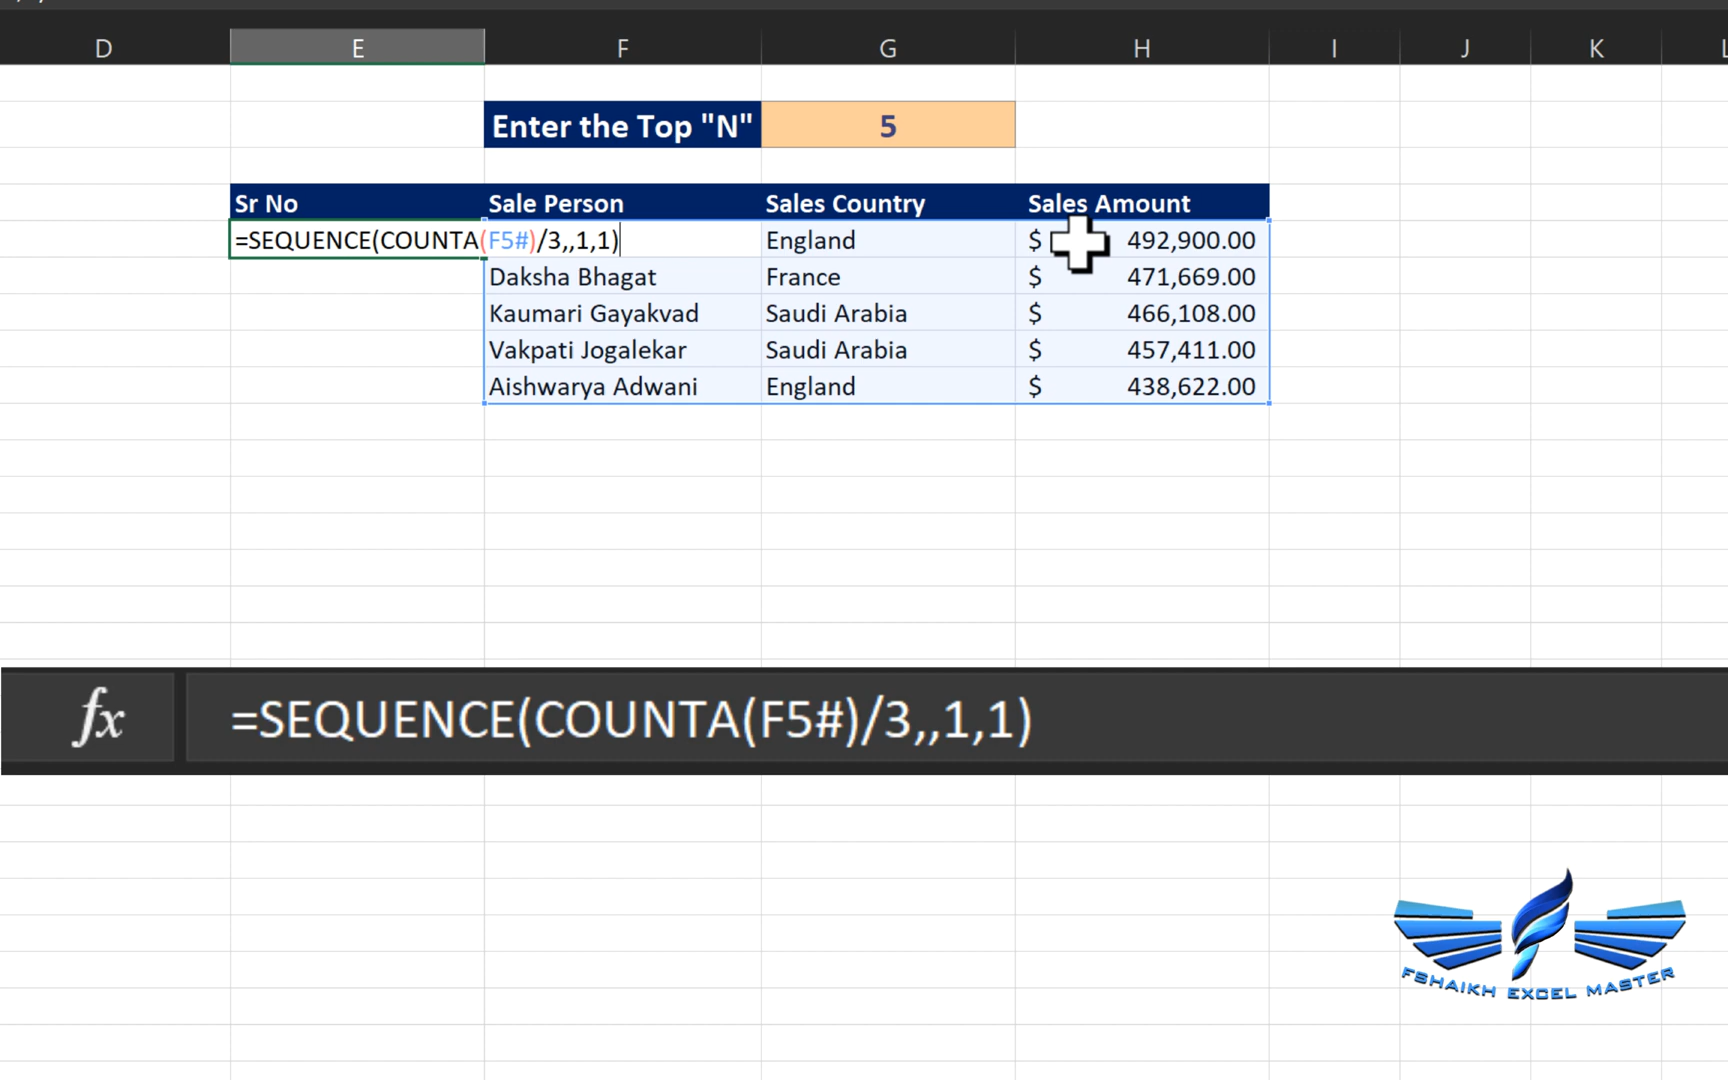 D E F G H I J K L
Enter the Top "N" 5
Sr No Sale Person Sales Country Sales Amount
=SEQUENCE(COUNTA(F5#)/3,,1,1) England $ 492,900.00
Daksha Bhagat France $ 471,669.00
Kaumari Gayakvad Saudi Arabia $ 466,108.00
Vakpati Jogalekar Saudi Arabia $ 457,411.00
Aishwarya Adwani England $ 438,622.00
fx =SEQUENCE(COUNTA(F5#)/3,,1,1)
FSHAIKH EXCEL MASTER